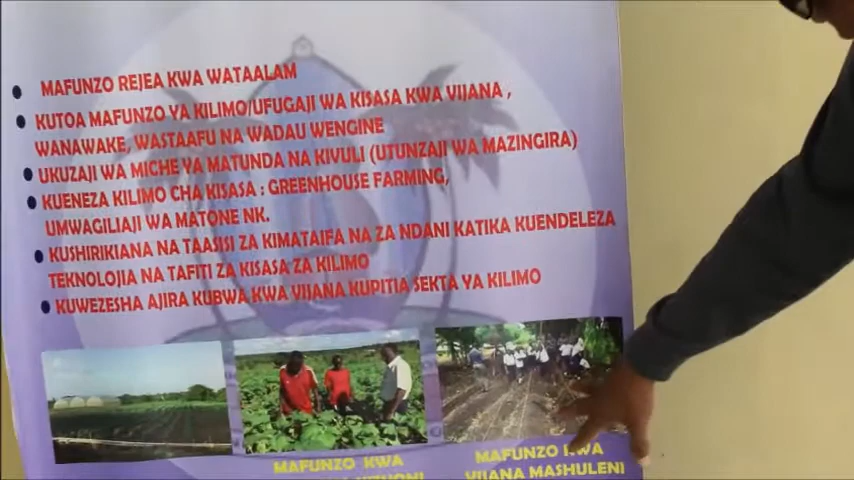 MAFUNZO REJEA KWA WATALAM
KUTOA MAFUNZO YA KILIMO/UFUGAJI WA KISASA KWA VIJANA,
WANAWAKE, WASTAAFU NA WADAU WENGINE
UKUZAJI WA MICHE YA MATUNDA NA KIVULI (UTUNZAJI WA MAZINGIRA)
KUENEZA KILIMO CHA KISASA :GREENHOUSE FARMING,
UMWAGILIAJI WA MATONE NK.
KUSHIRIKIANA NA TAASISI ZA KIMATAIFA NA ZA NDANI KATIKA KUENDELEZA
TEKNOLOJIA NA TAFITI ZA KISASA ZA KILIMO
KUWEZESHA AJIRA KUBWA KWA VIJANA KUPITIA SEKTA YA KILIMO
MAFUNZO KWA
MAFUNZO KWA
VIJANA MASHULENI